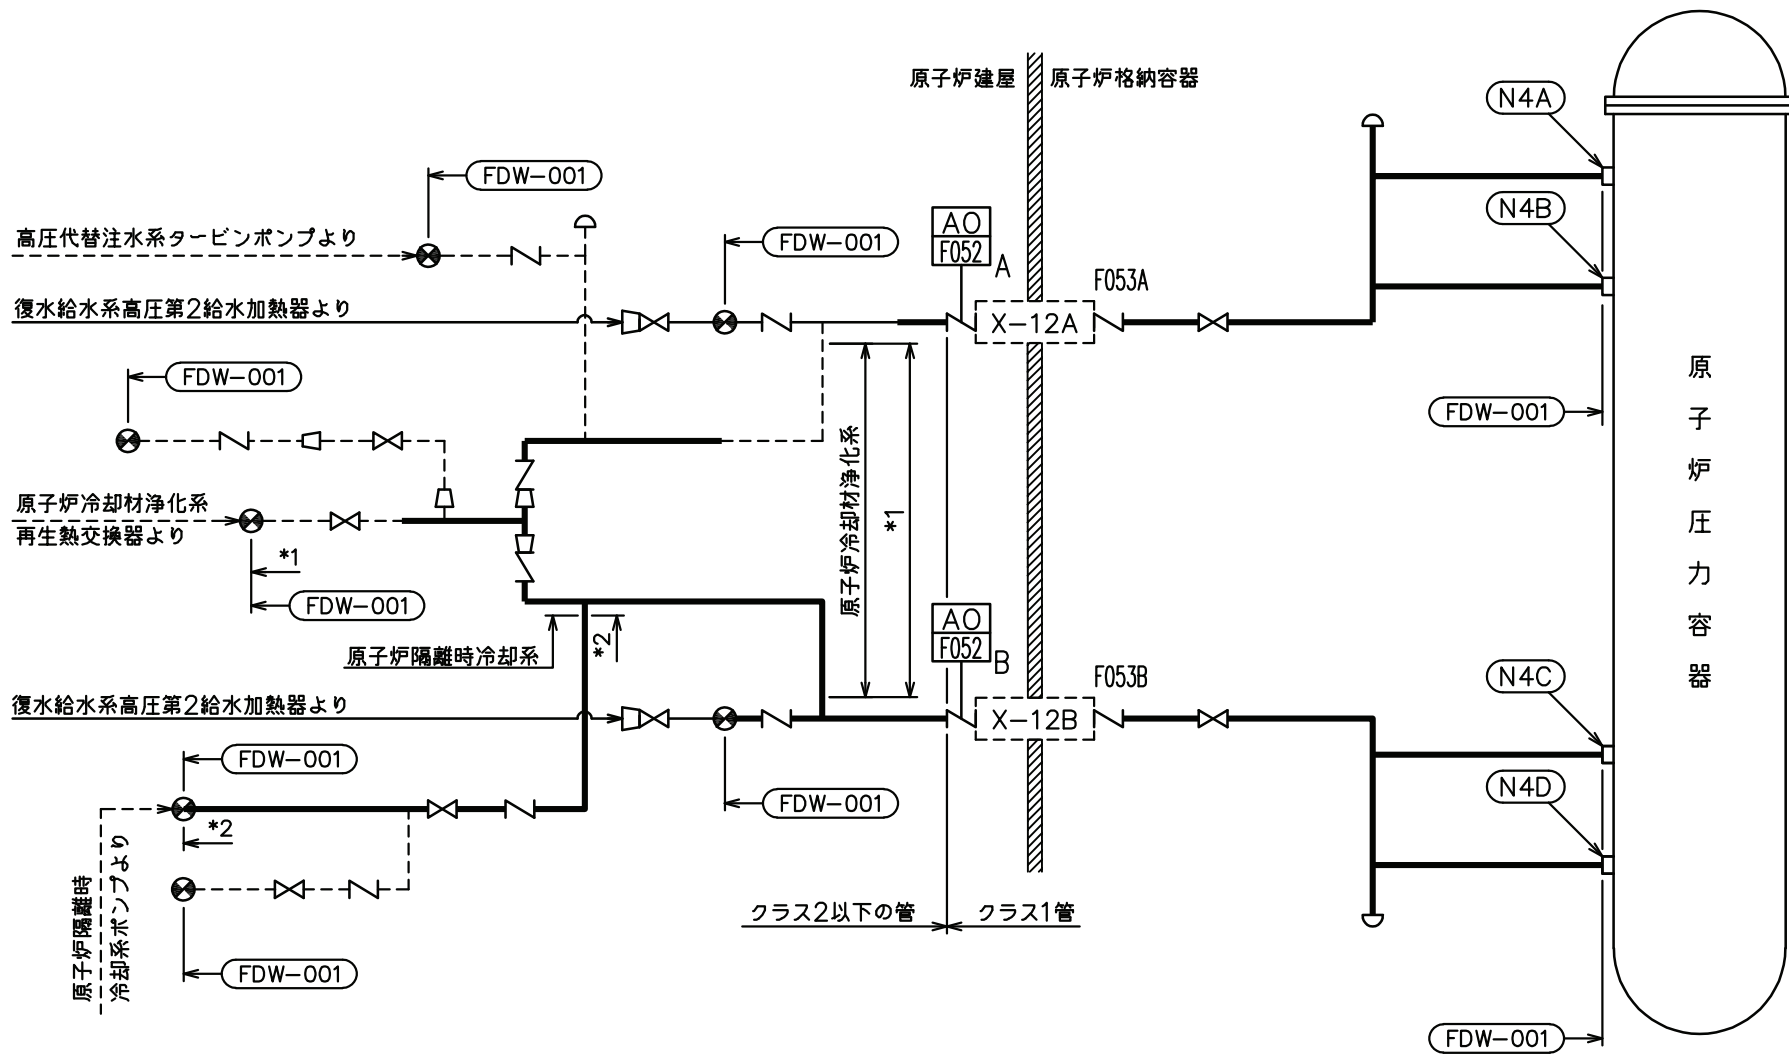 原子炉建屋
原子炉格納容器
N4A
FDW-001
高圧代替注水系タービンポンプより
FDW-001
AO
F052
A
N4B
F053A
復水給水系高圧第2給水加熱器より
X-12A
FDW-001
FDW-001
原子炉圧力容器
原子炉冷却材浄化系
*1
原子炉冷却材浄化系
再生熱交換器より
*1
FDW-001
AO
F052
B
*2
原子炉隔離時冷却系
F053B
N4C
復水給水系高圧第2給水加熱器より
X-12B
FDW-001
N4D
FDW-001
*2
原子炉隔離時
冷却系ポンプより
クラス2以下の管
クラス1管
FDW-001
FDW-001